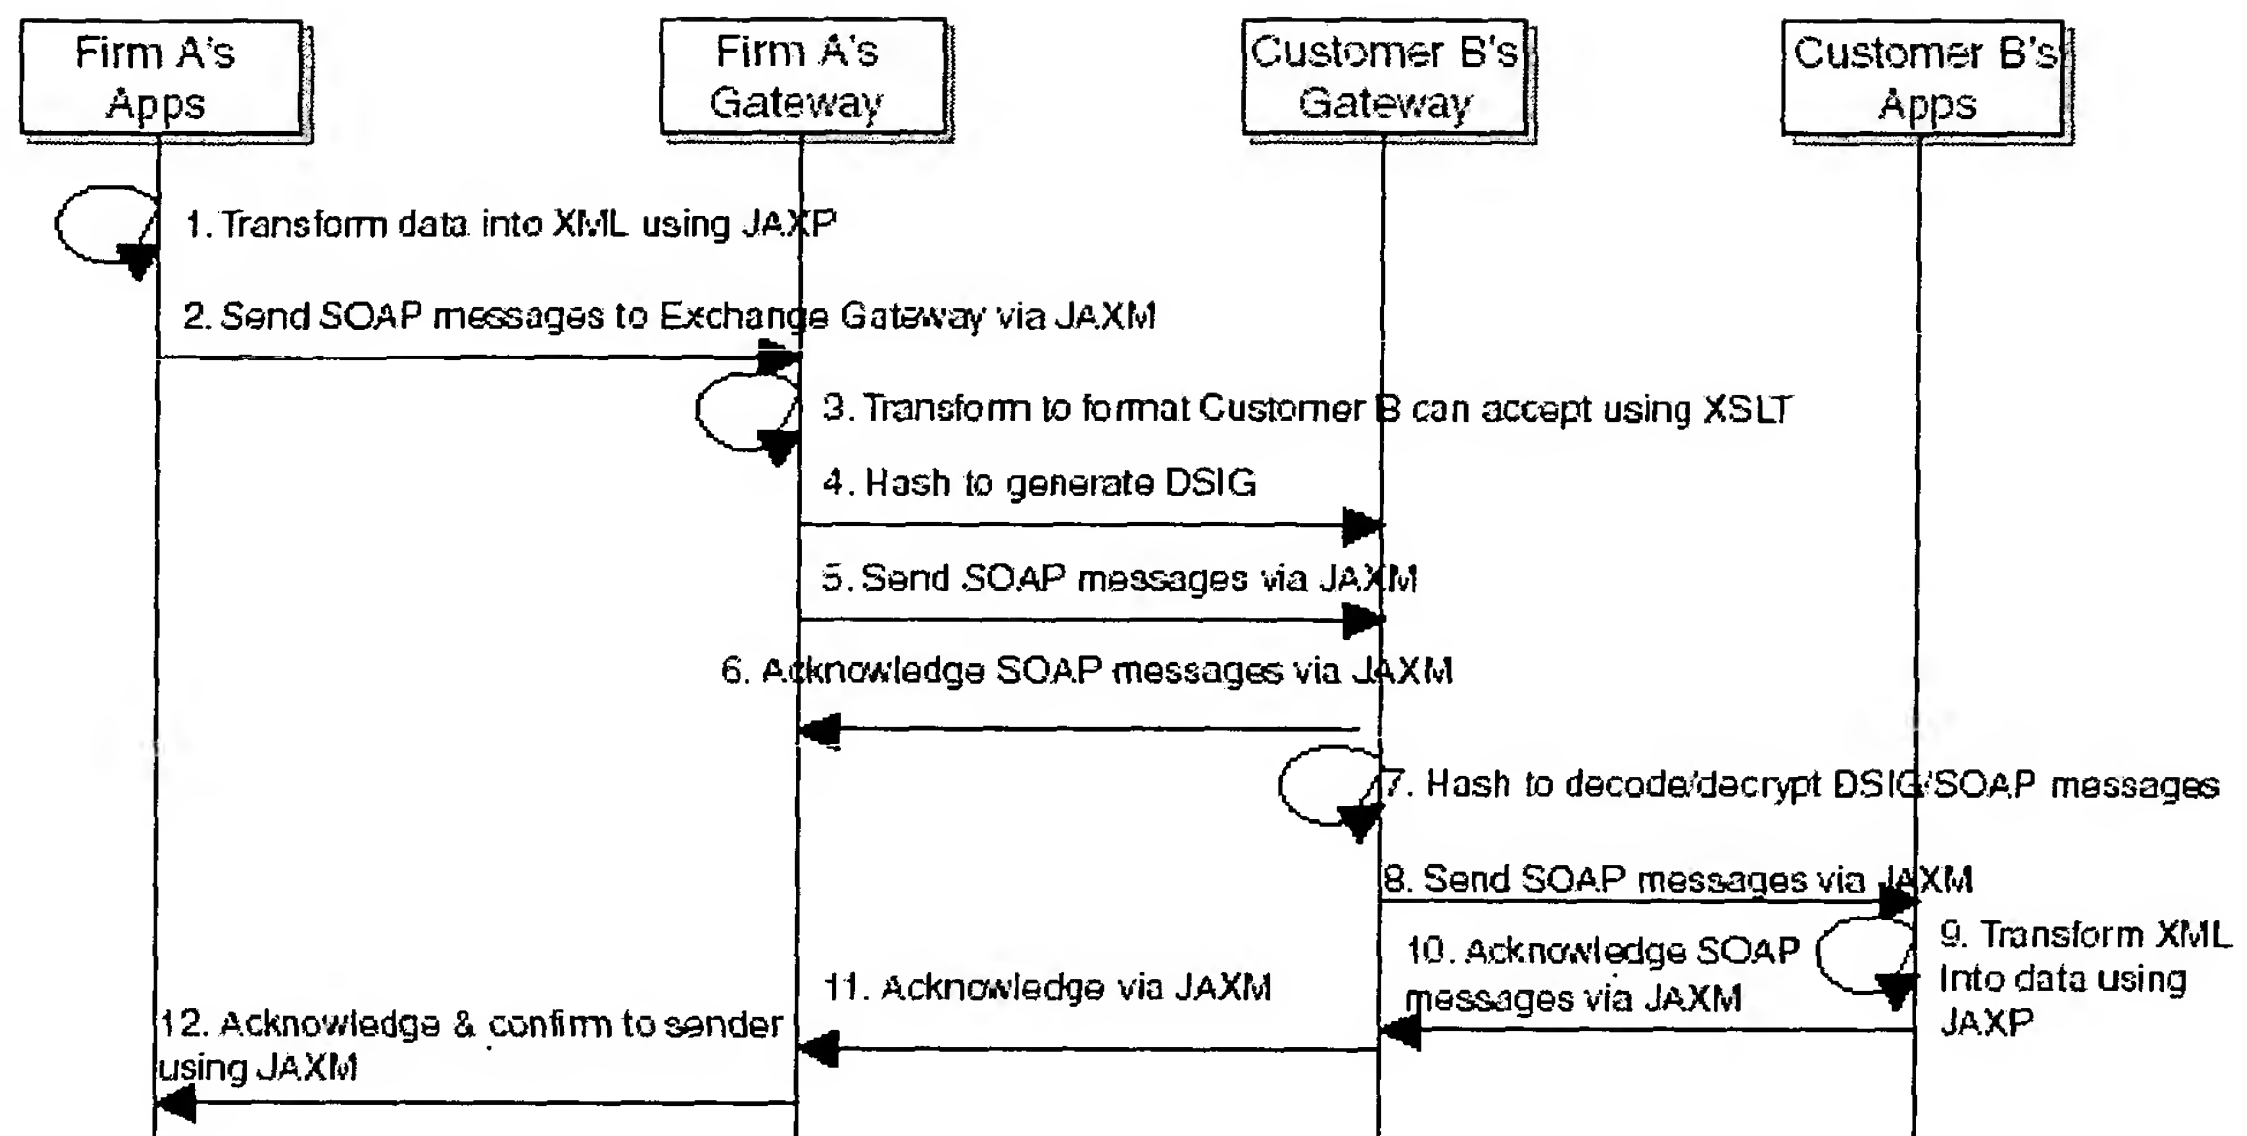 Firm A's
Apps
Firm A's
Gateway
Customer B's
Gateway
Customer B's
Apps
1. Transform data into XML using JAXP
2. Send SOAP messages to Exchange Gateway via JAXM
3. Transform to format Customer B can accept using XSLT
4. Hash to generate DSIG
5. Send SOAP messages via JAXM
6. Acknowledge SOAP messages via JAXM
7. Hash to decode/decrypt DSIG/SOAP messages
8. Send SOAP messages via JAXM
9. Transform XML
Into data using
JAXP
10. Acknowledge SOAP
messages via JAXM
11. Acknowledge via JAXM
12. Acknowledge & confirm to sender
using JAXM